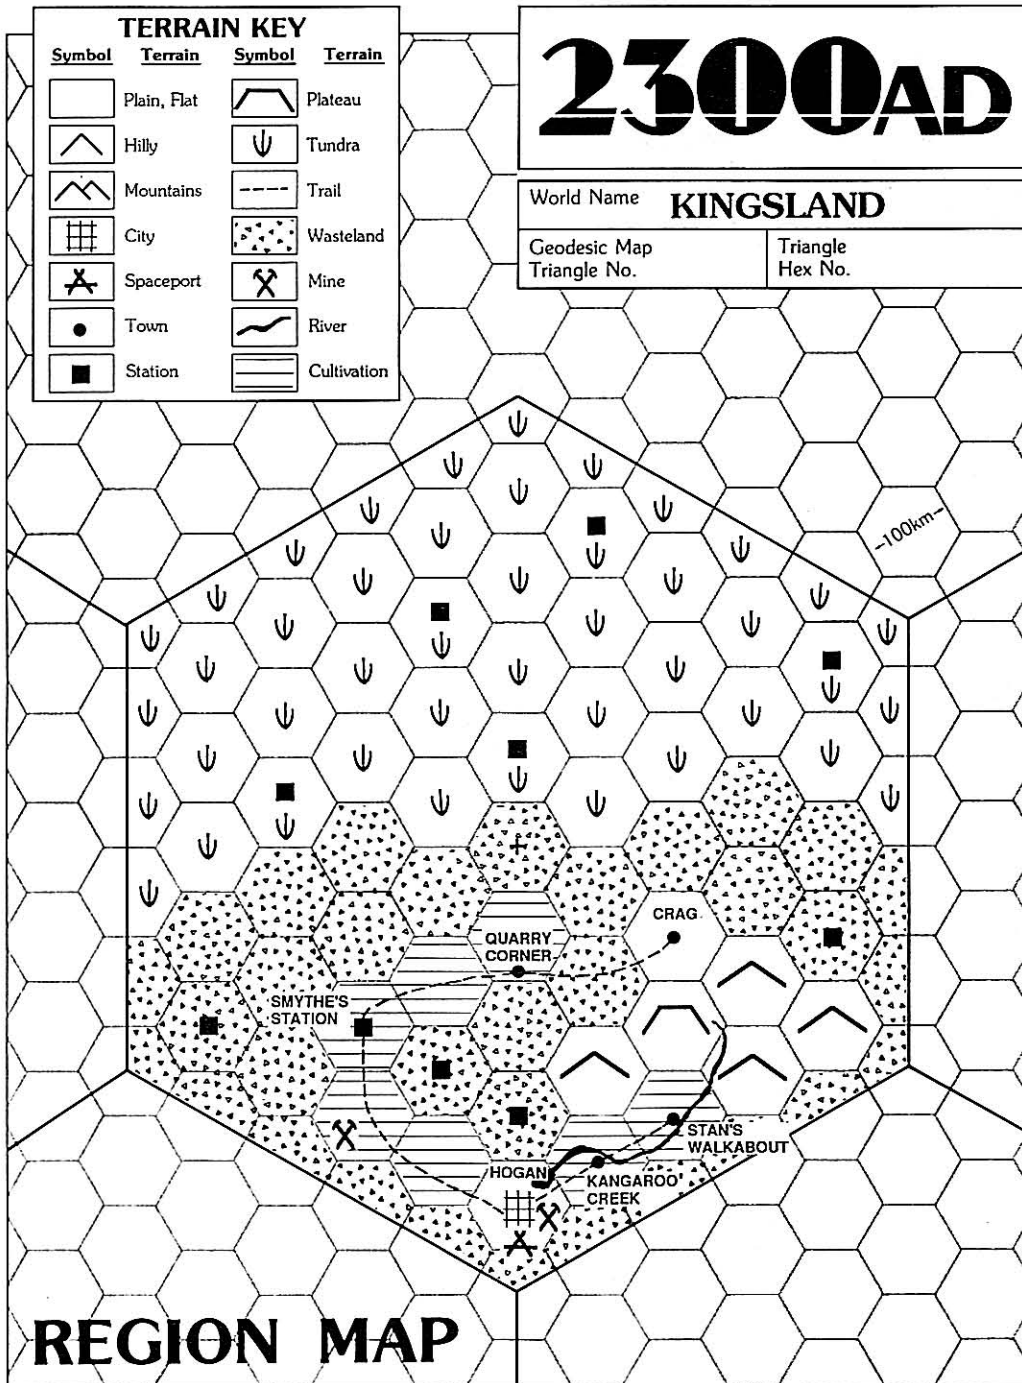 TERRAIN KEY
Symbol Terrain Symbol Terrain
Plain, Flat Plateau
Hilly Tundra
Mountains Trail
City Wasteland
Spaceport Mine
Town River
Station Cultivation
2300AD
World Name KINGSLAND
Geodesic Map
Triangle No.
Triangle
Hex No.
-100km-
CRAG
QUARRY
CORNER
SMYTHE'S
STATION
STAN'S
WALKABOUT
HOGAN
KANGAROO
CREEK
REGION MAP